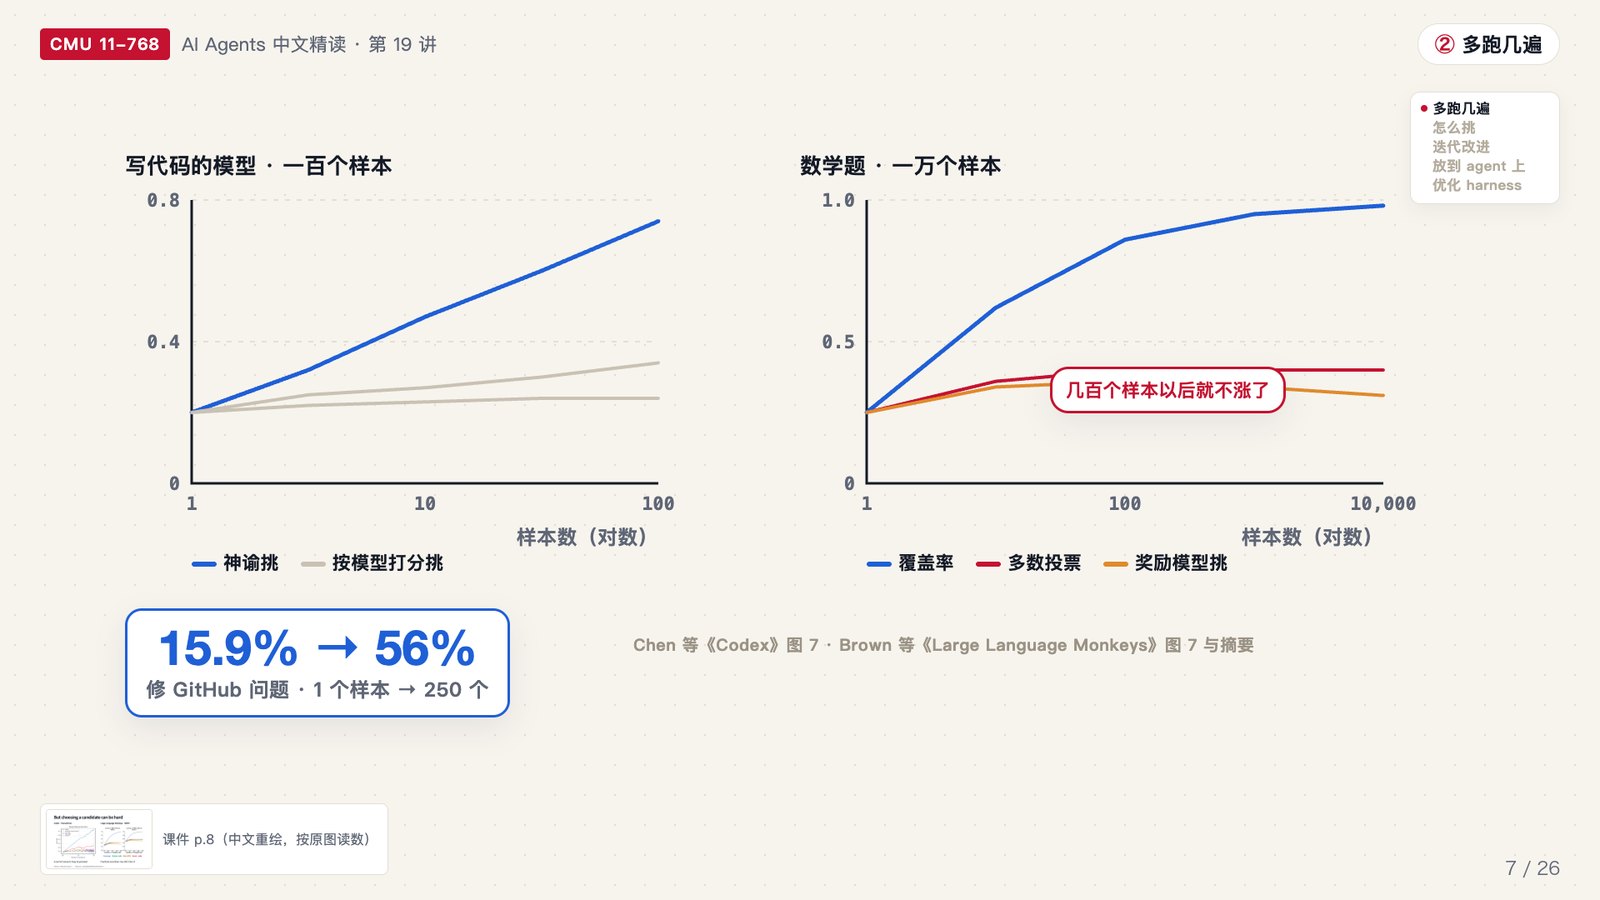 CMU 11-768 AI Agents 中文精读 · 第 19 讲
② 多跑几遍
多跑几遍
怎么挑
迭代改进
放到 agent 上
优化 harness
写代码的模型 · 一百个样本
0.8
0.4
0
1 10 100
样本数（对数）
神谕挑 按模型打分挑
数学题 · 一万个样本
1.0
0.5
0
几百个样本以后就不涨了
1 100 10,000
样本数（对数）
覆盖率 多数投票 奖励模型挑
15.9% → 56%
修 GitHub 问题 · 1 个样本 → 250 个
Chen 等《Codex》图 7 · Brown 等《Large Language Monkeys》图 7 与摘要
But choosing a candidate can be hard
课件 p.8（中文重绘，按原图读数）
7 / 26